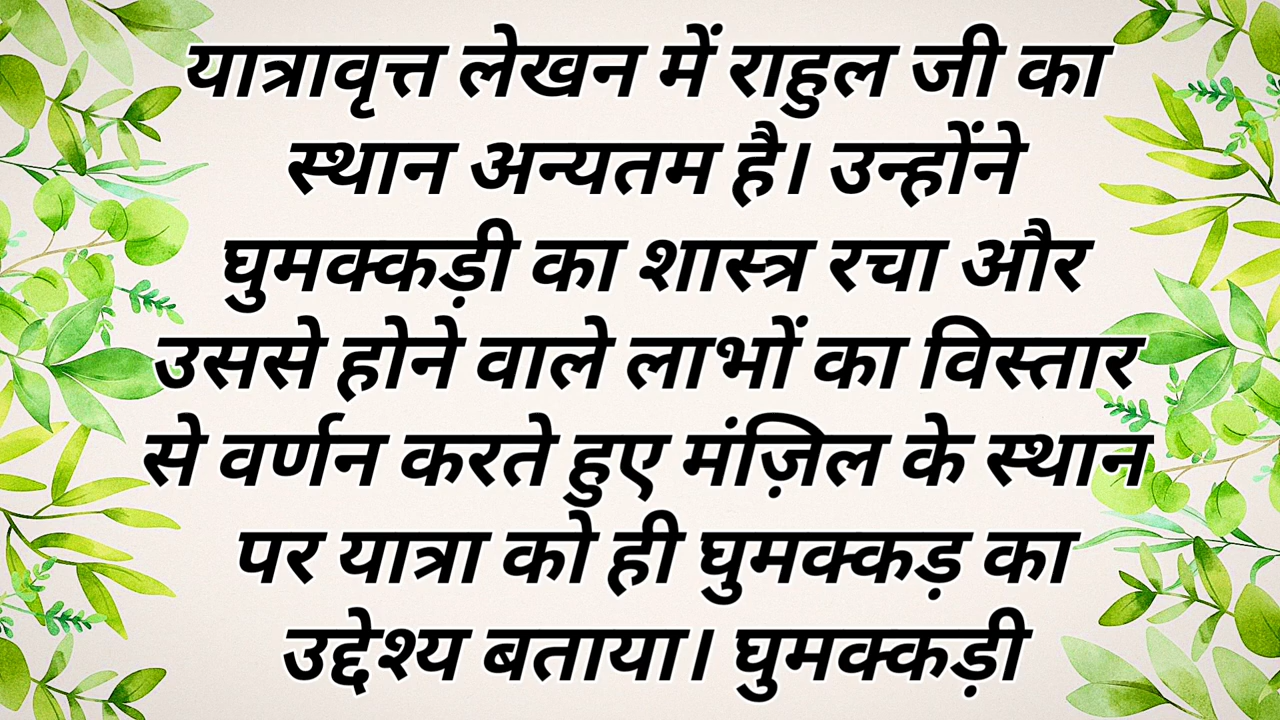 यात्रावृत्त लेखन में राहुल जी का
स्थान अन्यतम है। उन्होंने
घुमक्कड़ी का शास्त्र रचा और
उससे होने वाले लाभों का विस्तार
से वर्णन करते हुए मंज़िल के स्थान
पर यात्रा को ही घुमक्कड़ का
उद्देश्य बताया। घुमक्कड़ी